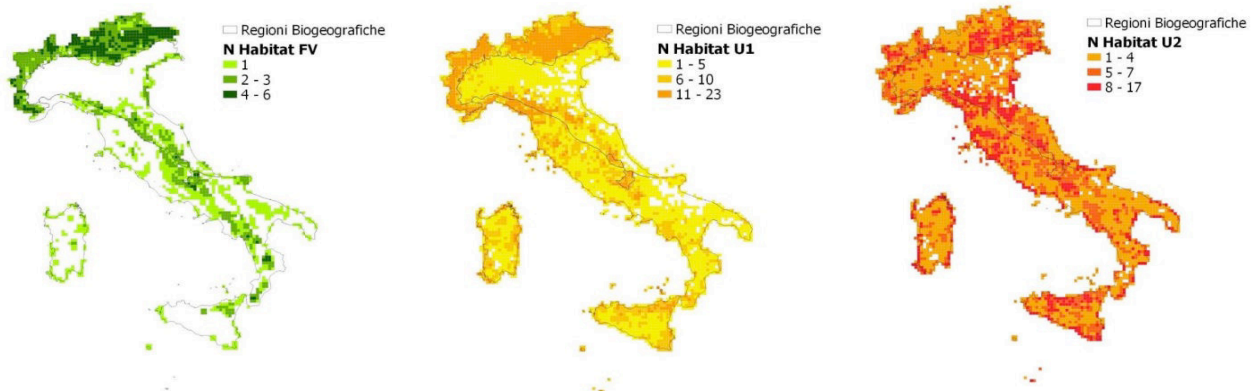 Regioni Biogeografiche
N Habitat FV
1
2 - 3
4 - 6
Regioni Biogeografiche
N Habitat U1
1 - 5
6 - 10
11 - 23
Regioni Biogeografiche
N Habitat U2
1 - 4
5 - 7
8 - 17